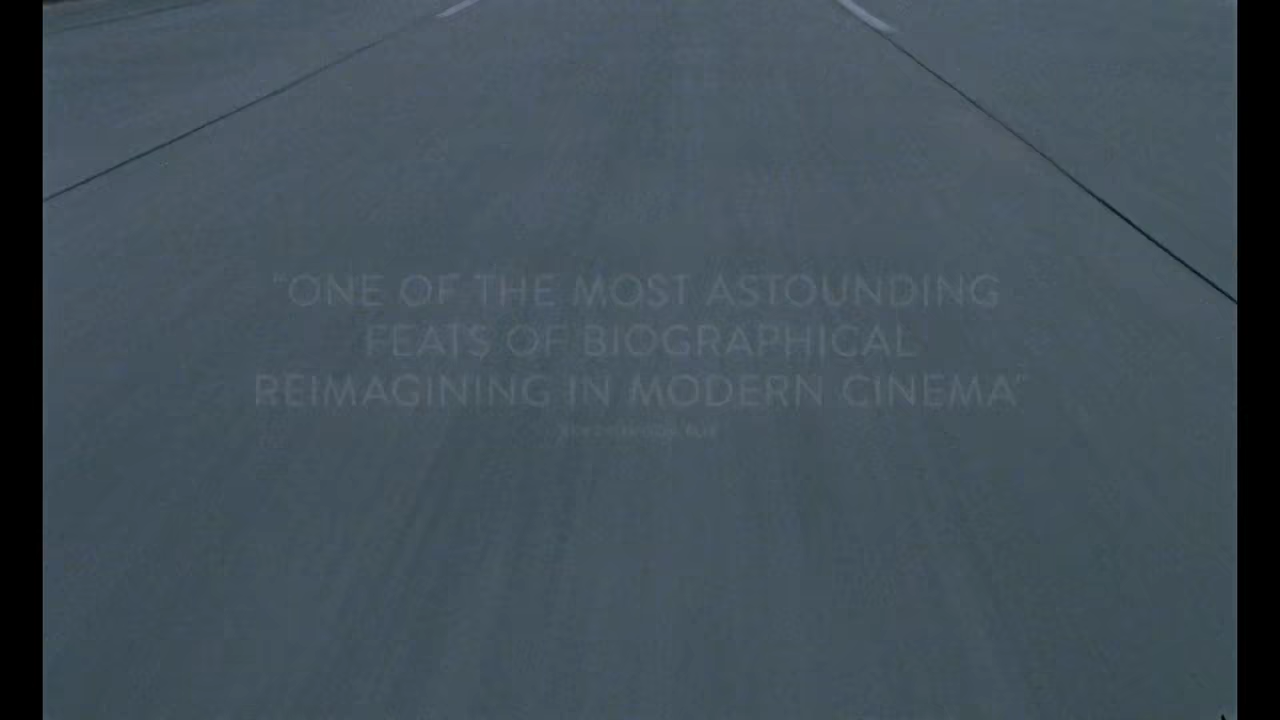 "ONE OF THE MOST ASTOUNDING
FEATS OF BIOGRAPHICAL
REIMAGINING IN MODERN CINEMA"